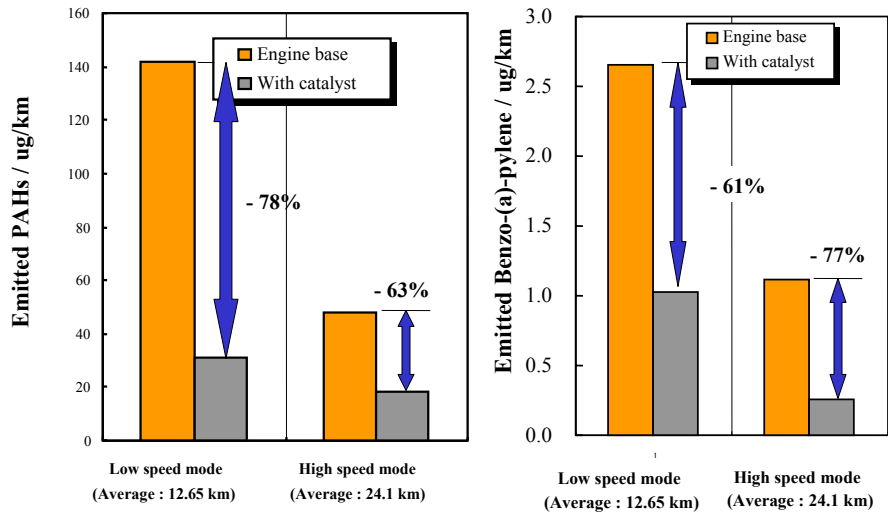 Emitted PAHs / ug/km
160
140
120
100
80
60
40
20
0
Engine base
With catalyst
- 78%
- 63%
Low speed mode
(Average : 12.65 km)
High speed mode
(Average : 24.1 km)
Emitted Benzo-(a)-pylene / ug/km
3.0
2.5
2.0
1.5
1.0
0.5
0.0
Engine base
With catalyst
- 61%
- 77%
Low speed mode
(Average : 12.65 km)
High speed mode
(Average : 24.1 km)